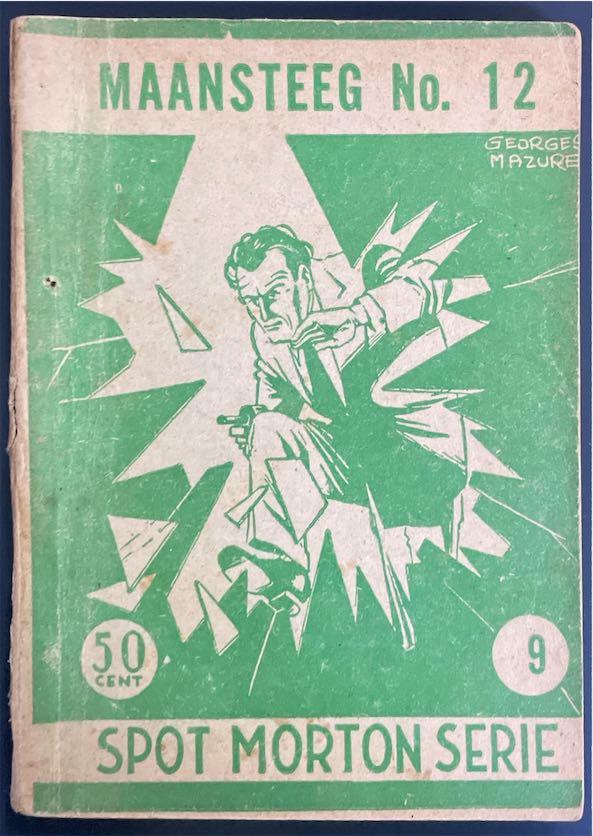 MAANSTEEG No. 12
GEORGES
MAZURE
50
CENT
9
SPOT MORTON SERIE